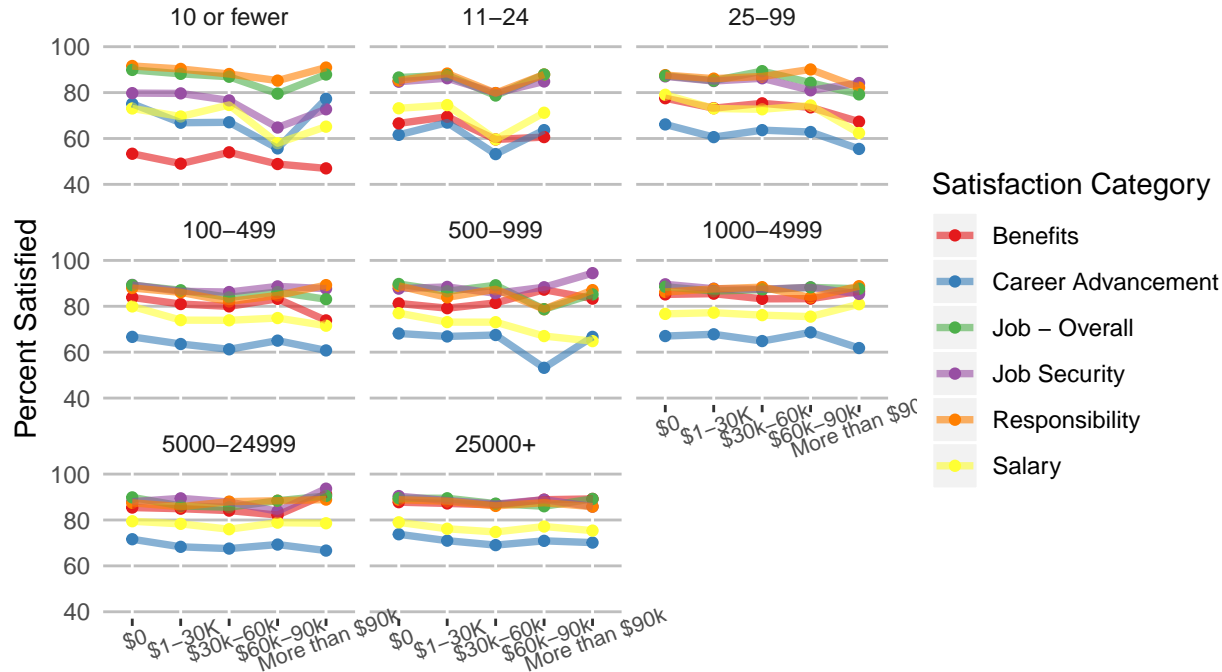 10 or fewer
11–24
25–99
100
80
60
40
100–499
500–999
1000–4999
100
80
60
40
$0
$1–30K
$30k–60k
$60k–90k
More than $90k
5000–24999
25000+
100
80
60
40
$0
$1–30K
$30k–60k
$60k–90k
More than $90k
$0
$1–30K
$30k–60k
$60k–90k
More than $90k
Percent Satisfied
Satisfaction Category
Benefits
Career Advancement
Job – Overall
Job Security
Responsibility
Salary